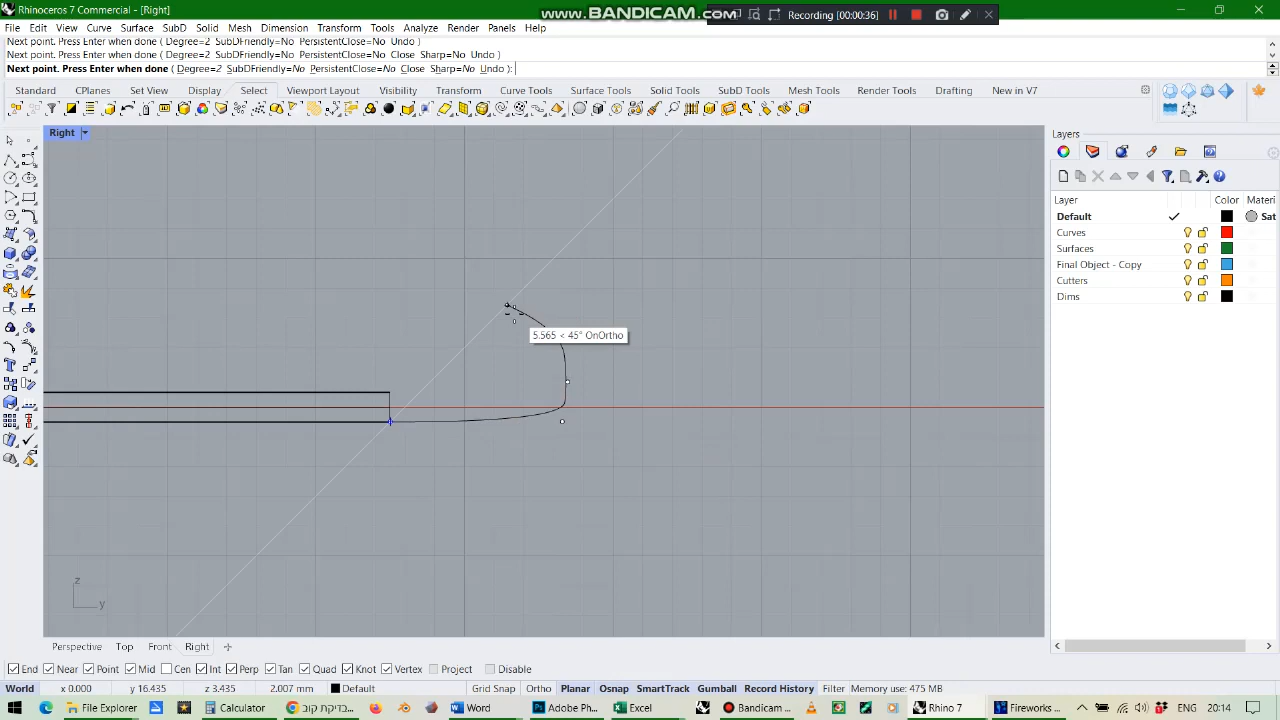 Rhinoceros 7 Commercial - [Right]
www.BANDICAM.com
Recording [00:00:36]
File Edit View Curve Surface SubD Solid Mesh Dimension Transform Tools Analyze Render Panels Help
Next point. Press Enter when done ( Degree=2 SubDFriendly=No PersistentClose=No Undo )
Next point. Press Enter when done ( Degree=2 SubDFriendly=No PersistentClose=No Close Sharp=No Undo )
Next point. Press Enter when done ( Degree=2 SubDFriendly=No PersistentClose=No Close Sharp=No Undo ):
Standard CPlanes Set View Display Select Viewport Layout Visibility Transform Curve Tools Surface Tools Solid Tools SubD Tools Mesh Tools Render Tools Drafting New in V7
Right
Layers
Layer Color Materi
Default Sat
Curves
Surfaces
Final Object - Copy
Cutters
Dims
5.565 < 45° OnOrtho
z
y
Perspective Top Front Right
End Near Point Mid Cen Int Perp Tan Quad Knot Vertex Project Disable
World x 0.000 y 16.435 z 3.435 2.007 mm Default Grid Snap Ortho Planar Osnap SmartTrack Gumball Record History Filter Memory use: 475 MB
File Explorer Calculator בדיקת קוב... Word Adobe Ph... Excel Bandicam ... Rhino 7 Fireworks ... ENG 20:14